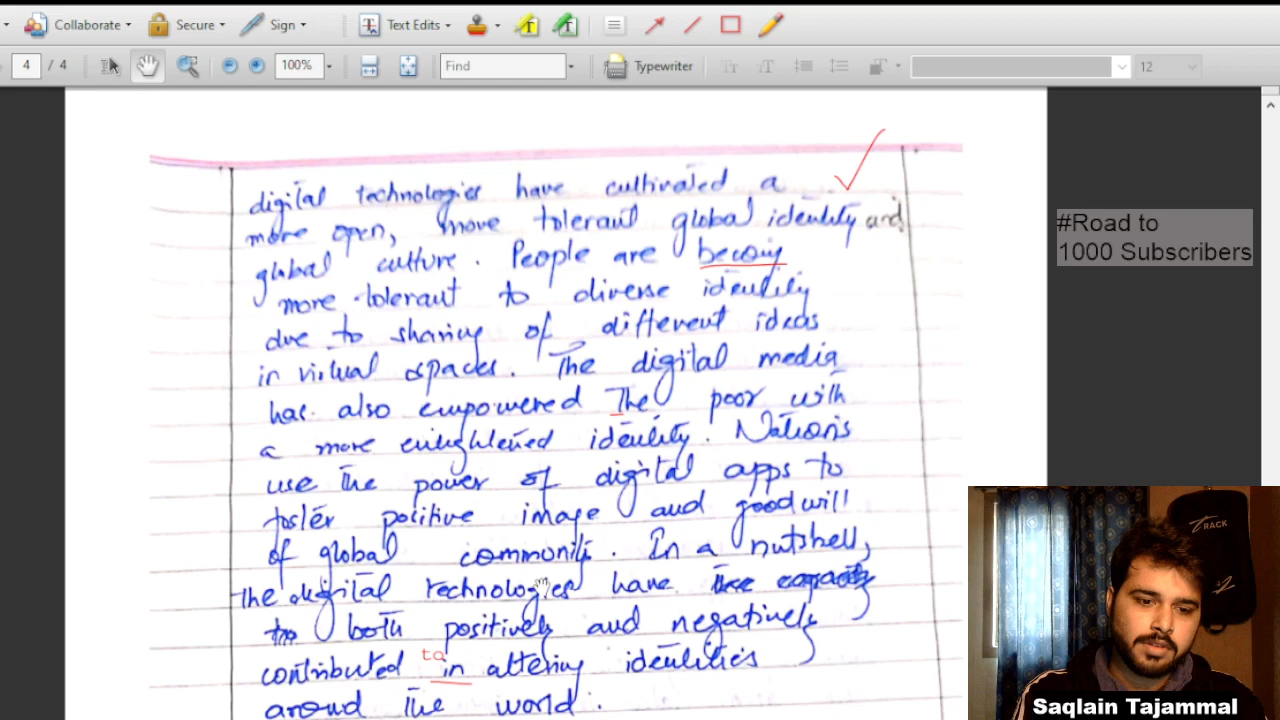 Collaborate Secure Sign Text Edits
4 / 4 100% Find Typewriter 12
digital technologies have cultivated a
more open, more tolerant global identity and
global culture. People are becoing
more tolerant to diverse identity
due to sharing of different ideas
in virtual spaces. The digital media
has also empowered The poor with
a more enlightened identity. Nations
use the power of digital apps to
foster positive image and goodwill
of global community. In a nutshell,
the digital technologies have the capacity
to both positively and negatively
to
contributed in altering identities
around the world.
#Road to
1000 Subscribers
TRACK
Saqlain Tajammal